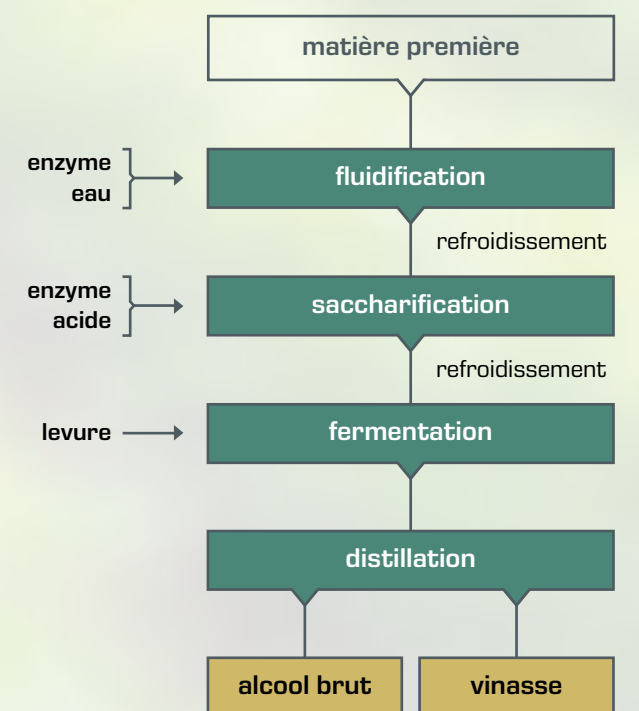 matière première
enzyme
eau
fluidification
refroidissement
enzyme
acide
saccharification
refroidissement
levure
fermentation
distillation
alcool brut
vinasse